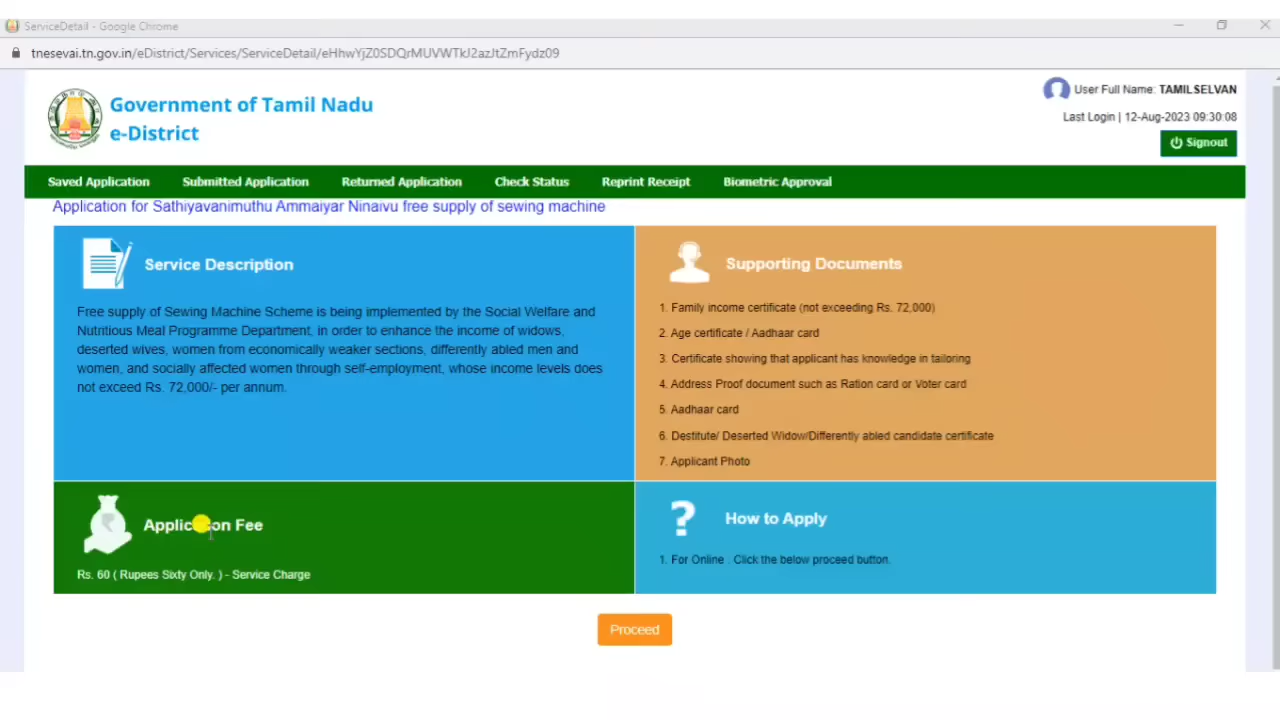 ServiceDetail - Google Chrome
tnesevai.tn.gov.in/eDistrict/Services/ServiceDetail/eHhwYjZ0SDQrMUVWTkJ2azJtZmFydz09
Government of Tamil Nadu
e-District
User Full Name: TAMILSELVAN
Last Login | 12-Aug-2023 09:30:08
Signout
Saved Application Submitted Application Returned Application Check Status Reprint Receipt Biometric Approval
Application for Sathiyavanimuthu Ammaiyar Ninaivu free supply of sewing machine
Service Description
Free supply of Sewing Machine Scheme is being implemented by the Social Welfare and
Nutritious Meal Programme Department, in order to enhance the income of widows,
deserted wives, women from economically weaker sections, differently abled men and
women, and socially affected women through self-employment, whose income levels does
not exceed Rs. 72,000/- per annum.
Supporting Documents
1. Family income certificate (not exceeding Rs. 72,000)
2. Age certificate / Aadhaar card
3. Certificate showing that applicant has knowledge in tailoring
4. Address Proof document such as Ration card or Voter card
5. Aadhaar card
6. Destitute/ Deserted Widow/Differently abled candidate certificate
7. Applicant Photo
Application Fee
Rs. 60 ( Rupees Sixty Only. ) - Service Charge
How to Apply
1. For Online . Click the below proceed button.
Proceed